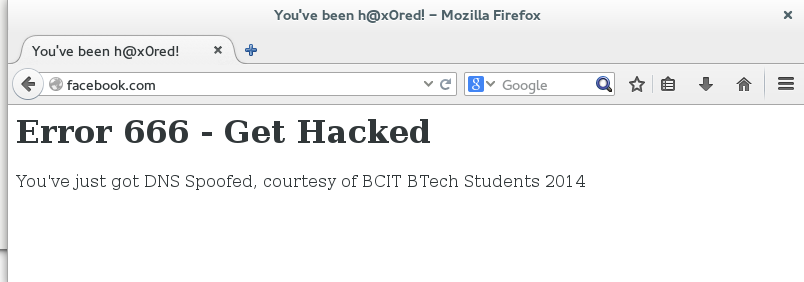 You've been h@x0red! - Mozilla Firefox
You've been h@x0red!
facebook.com
8 Google
Error 666 - Get Hacked
You've just got DNS Spoofed, courtesy of BCIT BTech Students 2014